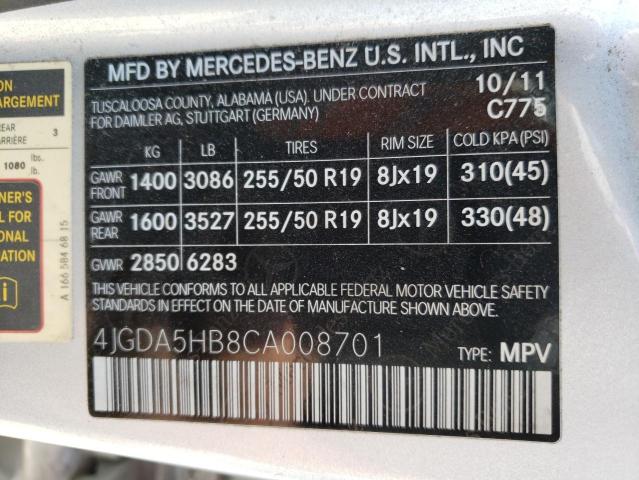 MFD BY MERCEDES-BENZ U.S. INTL., INC
TUSCALOOSA COUNTY, ALABAMA (USA). UNDER CONTRACT 10/11
FOR DAIMLER AG, STUTTGART (GERMANY) C775
KG LB TIRES RIM SIZE COLD KPA(PSI)
GAWR FRONT 1400 3086 255/50 R19 8Jx19 310(45)
GAWR REAR 1600 3527 255/50 R19 8Jx19 330(48)
GVWR 2850 6283
THIS VEHICLE CONFORMS TO ALL APPLICABLE FEDERAL MOTOR VEHICLE SAFETY
STANDARDS IN EFFECT ON THE DATE OF MANUFACTURE SHOWN ABOVE.
4JGDA5HB8CA008701 TYPE: MPV
ON
ARGEMENT
REAR 3
ARRIÈRE
1080 lbs.
lb.
NER'S
L FOR
ONAL
ATION
i
A 166 584 68 15